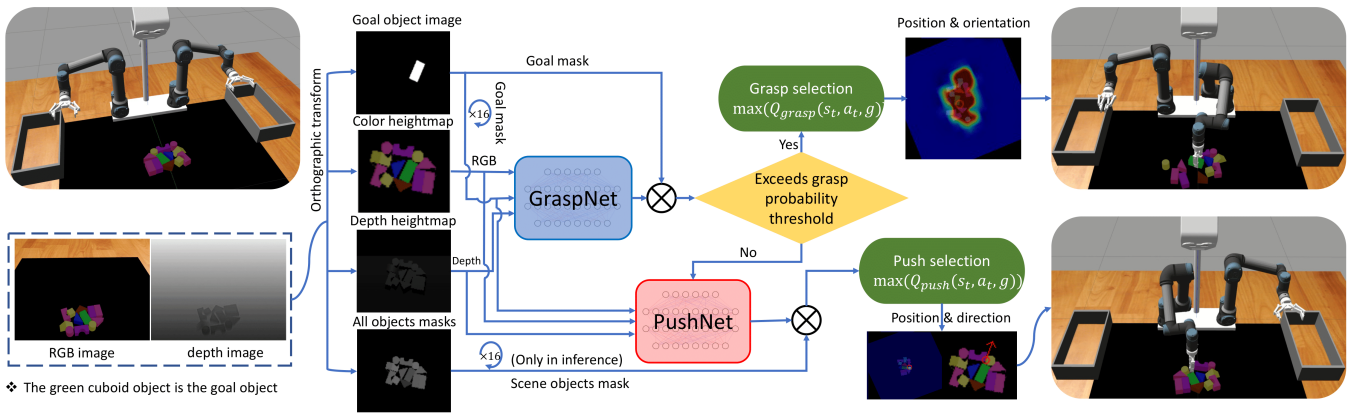 Goal object image
Goal mask
Goal mask
×16
Color heightmap
RGB
Orthographic transform
GraspNet
Depth heightmap
Depth
All objects masks
×16
(Only in inference)
Scene objects mask
PushNet
Exceeds grasp
probability
threshold
Yes
No
Grasp selection
max(Q_grasp(s_t, a_t, g)
Position & orientation
Push selection
max(Q_push(s_t, a_t, g))
Position & direction
RGB image
depth image
❖ The green cuboid object is the goal object